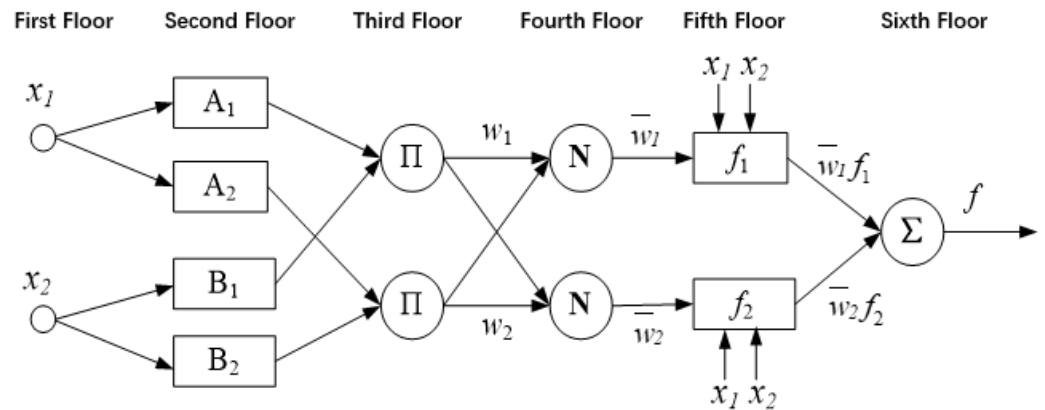 First Floor Second Floor Third Floor Fourth Floor Fifth Floor Sixth Floor
x₁ x₂
x₁
A₁
w₁
w̅₁
Π
N
f₁
w̅₁f₁
A₂
f
Σ
x₂
B₁
Π
N
f₂
w̅₂f₂
w₂
w̅₂
B₂
x₁ x₂